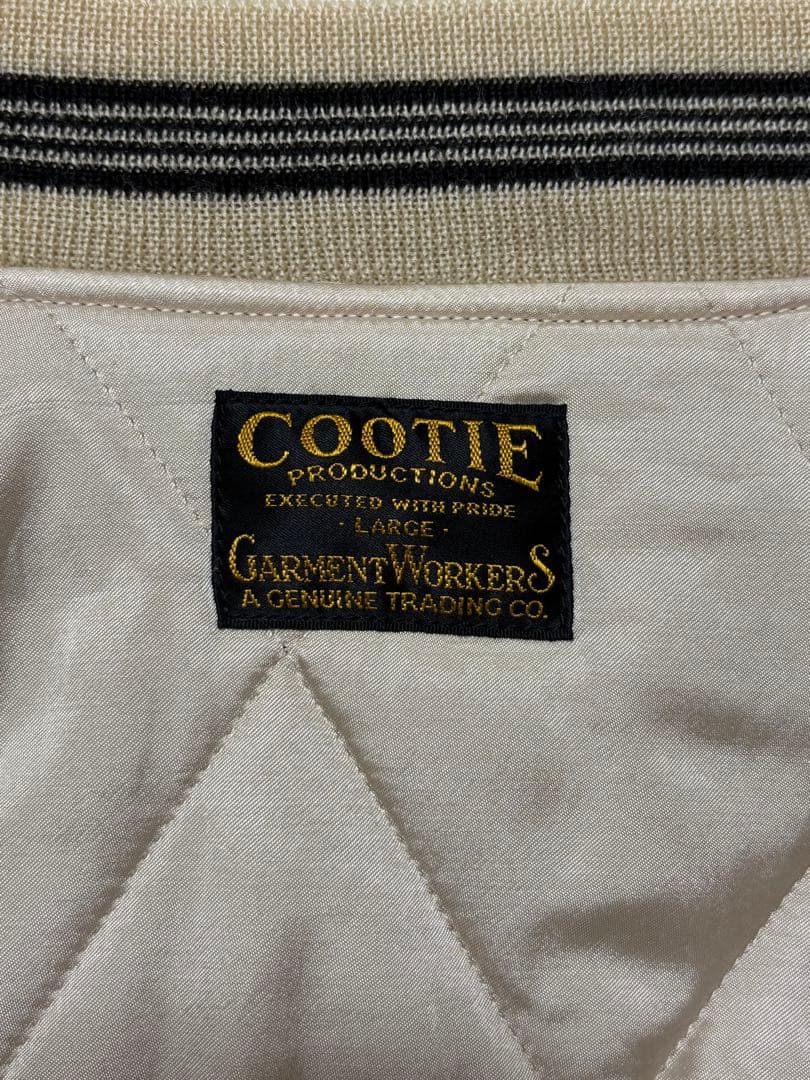 COOTIE
PRODUCTIONS
EXECUTED WITH PRIDE
· LARGE ·
GARMENT WORKERS
A GENUINE TRADING CO.